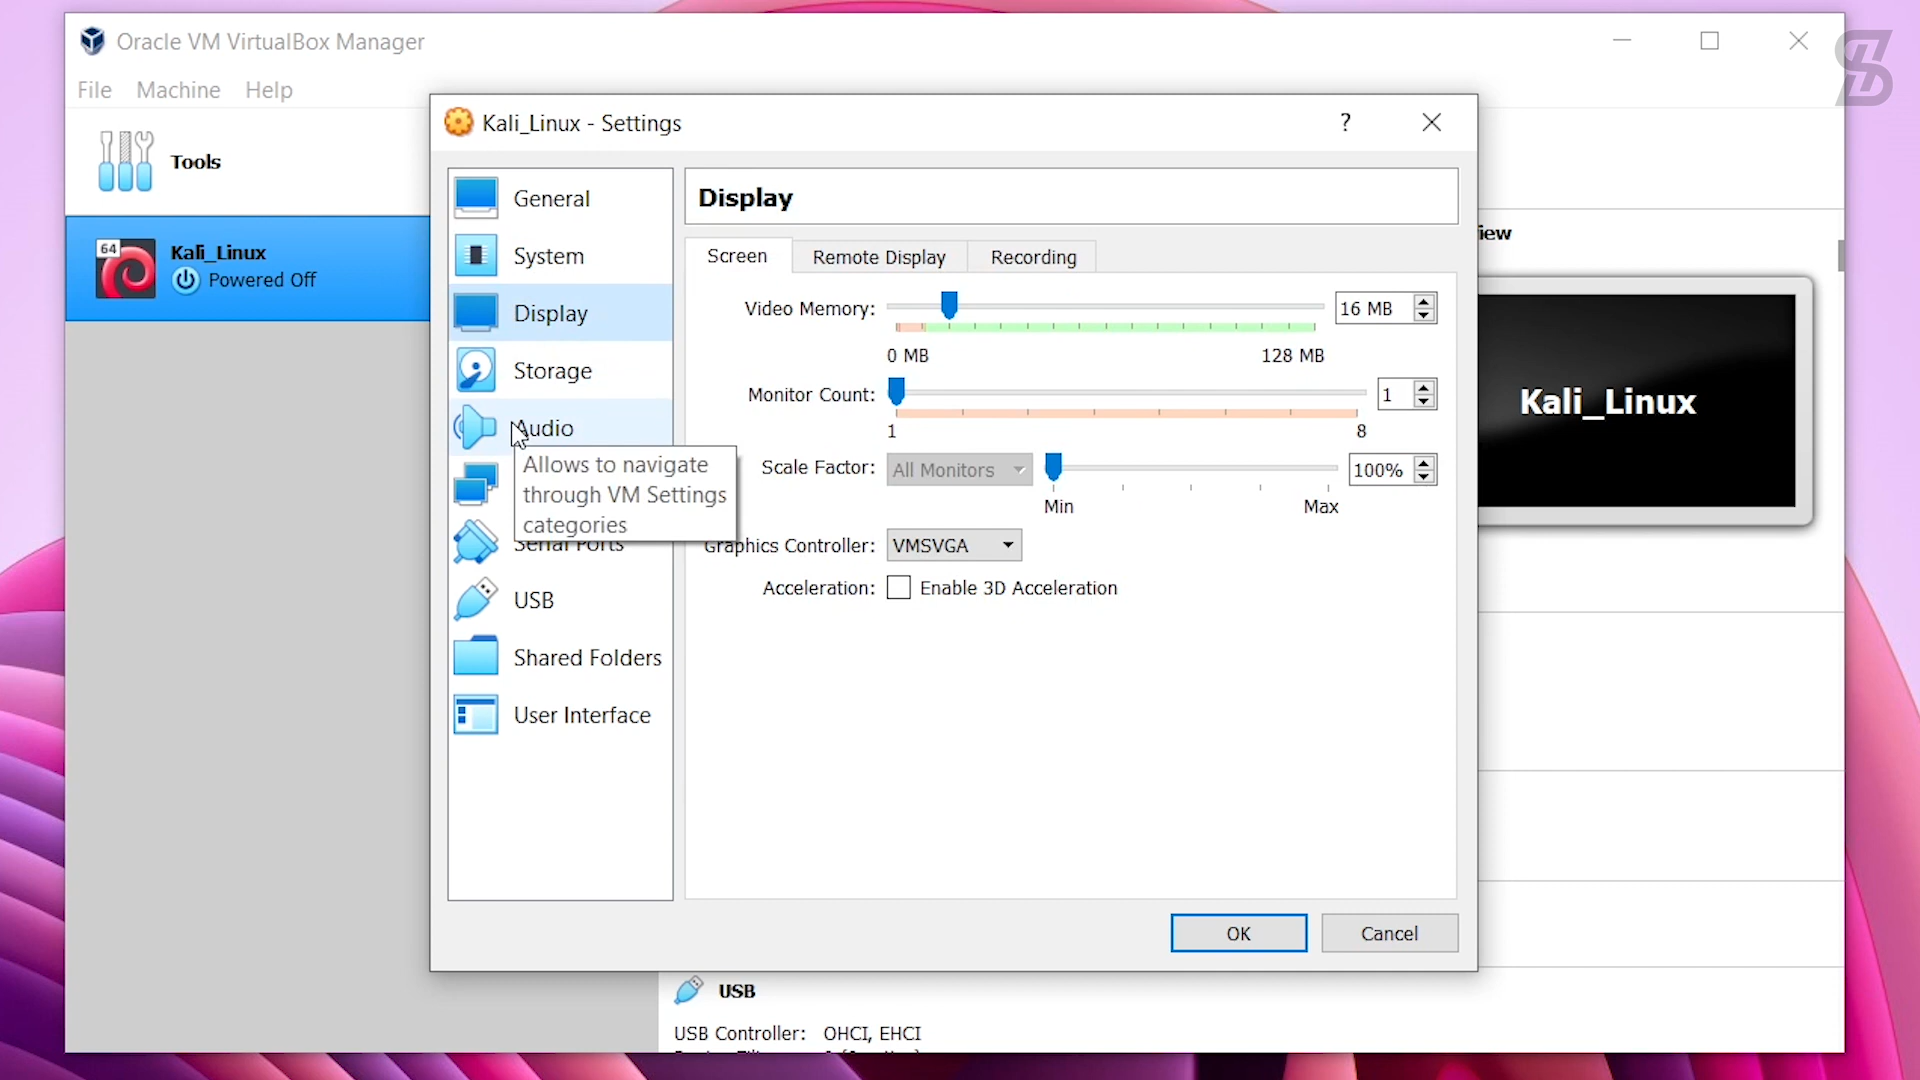 Oracle VM VirtualBox Manager
File Machine Help
Tools
64
Kali_Linux
Powered Off
Kali_Linux - Settings
?
General
System
Display
Storage
Audio
Allows to navigate
through VM Settings
categories
Serial Ports
USB
Shared Folders
User Interface
Display
Screen Remote Display Recording
Video Memory: 16 MB
0 MB 128 MB
Monitor Count: 1
1 8
Scale Factor: All Monitors 100%
Min Max
Graphics Controller: VMSVGA
Acceleration: Enable 3D Acceleration
OK Cancel
iew
Kali_Linux
USB
USB Controller: OHCI, EHCI